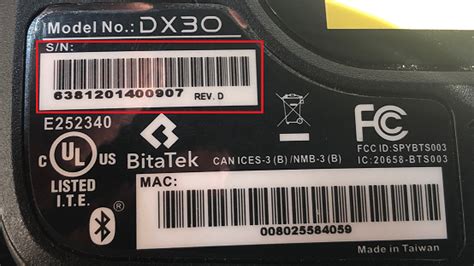 Model No.: DX30
S/N:
6381201400907 REV. D
E252340
C UL US
LISTED
I.T.E.
BitaTek
CAN ICES-3 (B) /NMB-3 (B)
FC
FCC ID:SPYBTS003
IC:20658-BTS003
MAC:
008025584059
Made in Taiwan